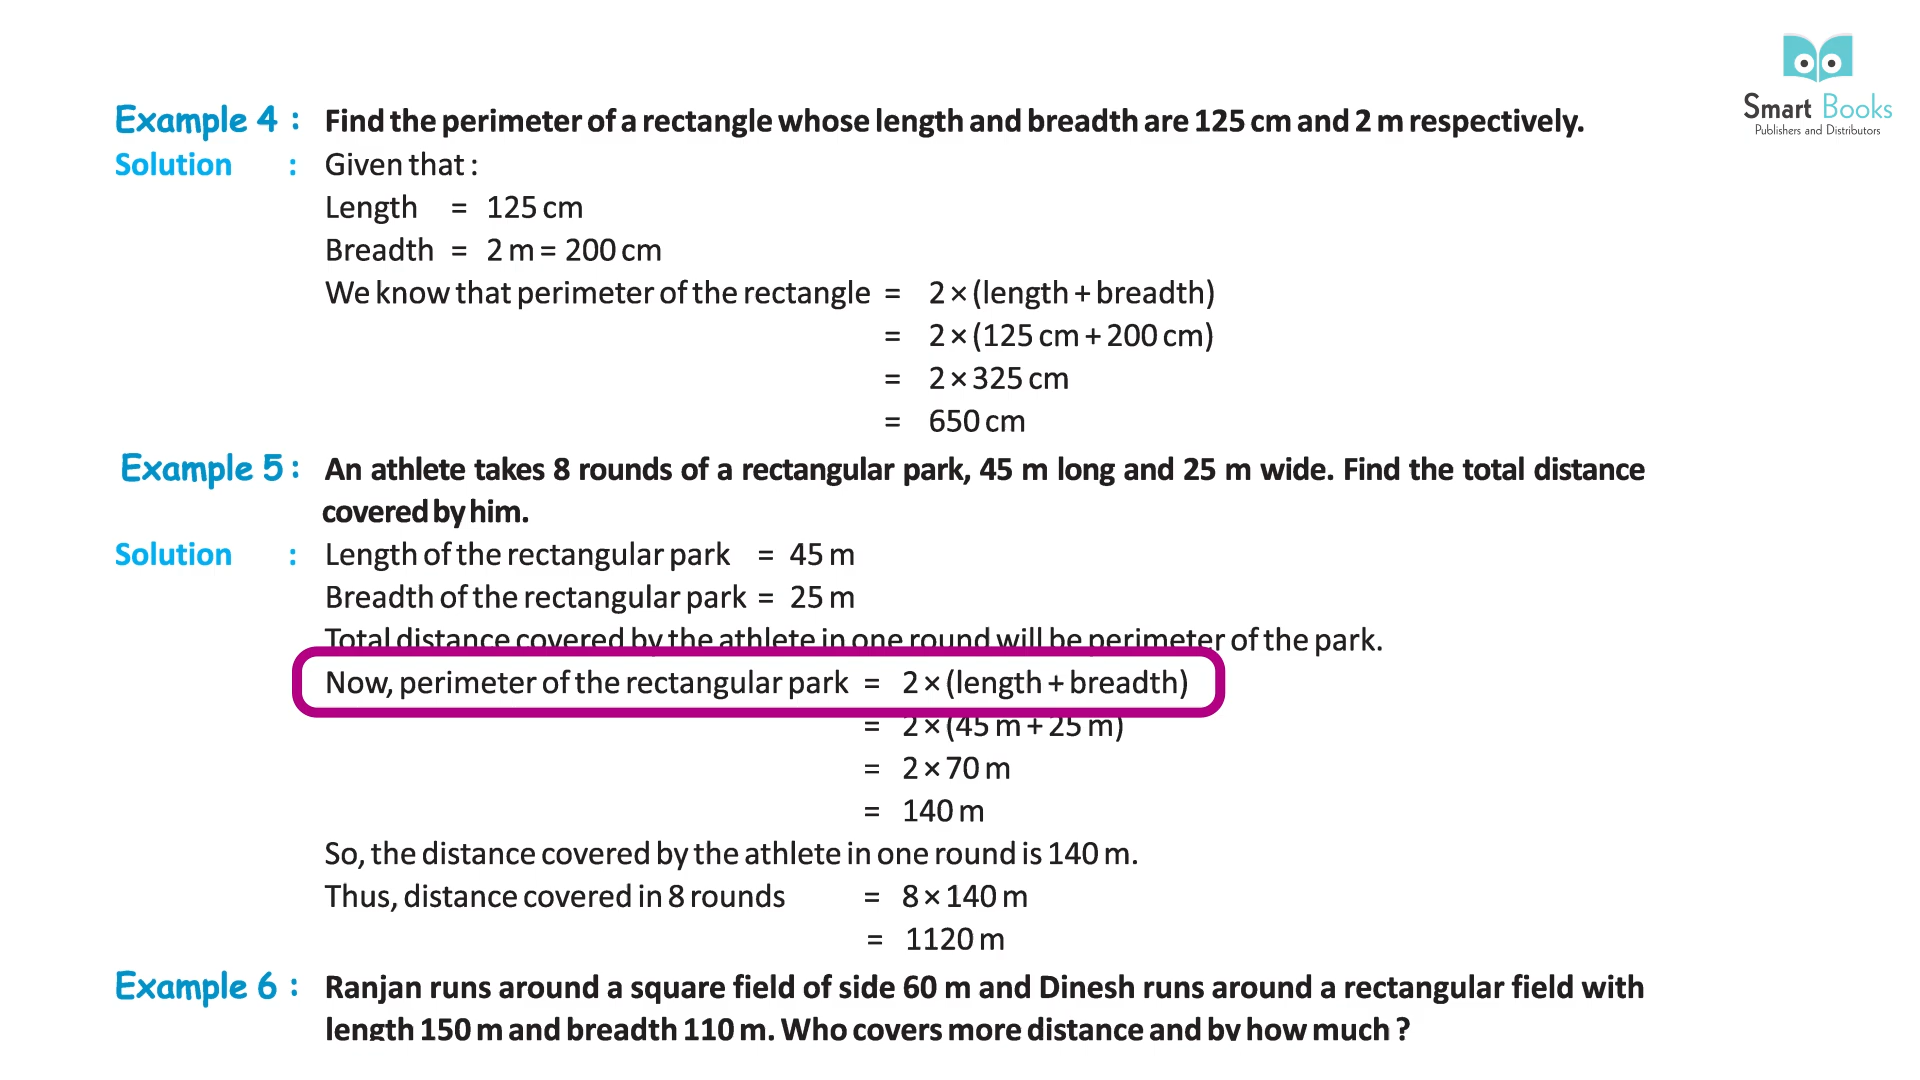 Smart Books
Publishers and Distributors
Example 4 : Find the perimeter of a rectangle whose length and breadth are 125 cm and 2 m respectively.
Solution : Given that :
Length = 125 cm
Breadth = 2 m = 200 cm
We know that perimeter of the rectangle = 2 × (length + breadth)
= 2 × (125 cm + 200 cm)
= 2 × 325 cm
= 650 cm
Example 5 : An athlete takes 8 rounds of a rectangular park, 45 m long and 25 m wide. Find the total distance
covered by him.
Solution : Length of the rectangular park = 45 m
Breadth of the rectangular park = 25 m
Total distance covered by the athlete in one round will be perimeter of the park.
Now, perimeter of the rectangular park = 2 × (length + breadth)
= 2 × (45 m + 25 m)
= 2 × 70 m
= 140 m
So, the distance covered by the athlete in one round is 140 m.
Thus, distance covered in 8 rounds = 8 × 140 m
= 1120 m
Example 6 : Ranjan runs around a square field of side 60 m and Dinesh runs around a rectangular field with
length 150 m and breadth 110 m. Who covers more distance and by how much ?